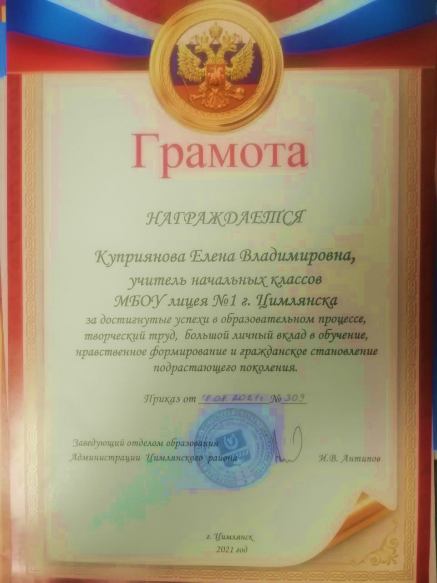 Грамота
НАГРАЖДАЕТСЯ
Куприянова Елена Владимировна,
учитель начальных классов
МБОУ лицея №1 г. Цимлянска
за достигнутые успехи в образовательном процессе,
творческий труд, большой личный вклад в обучение,
нравственное формирование и гражданское становление
подрастающего поколения.
Приказ от 2021г № 309
Заведующий отделом образования
Администрации Цимлянского района И.В. Антипов
г. Цимлянск
2021 год